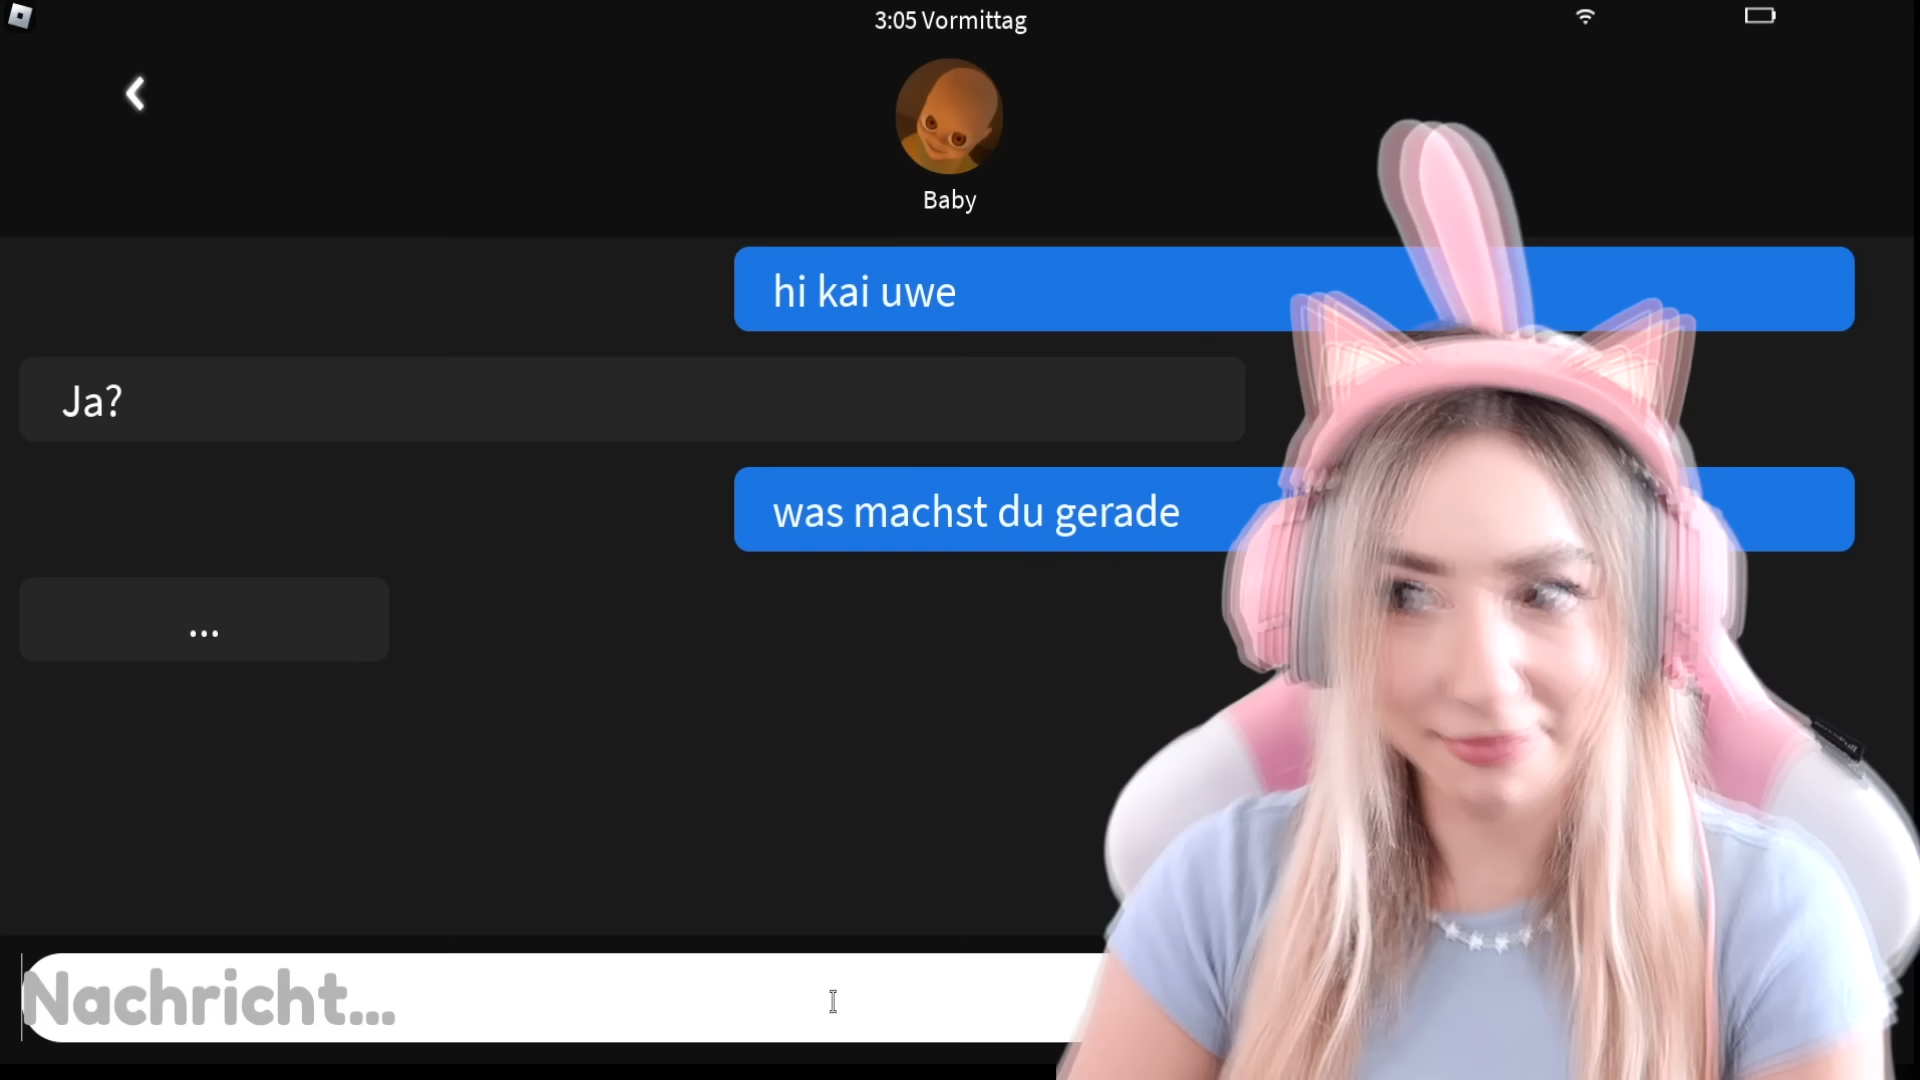 3:05 Vormittag
Baby
hi kai uwe
Ja?
was machst du gerade
...
Nachricht...